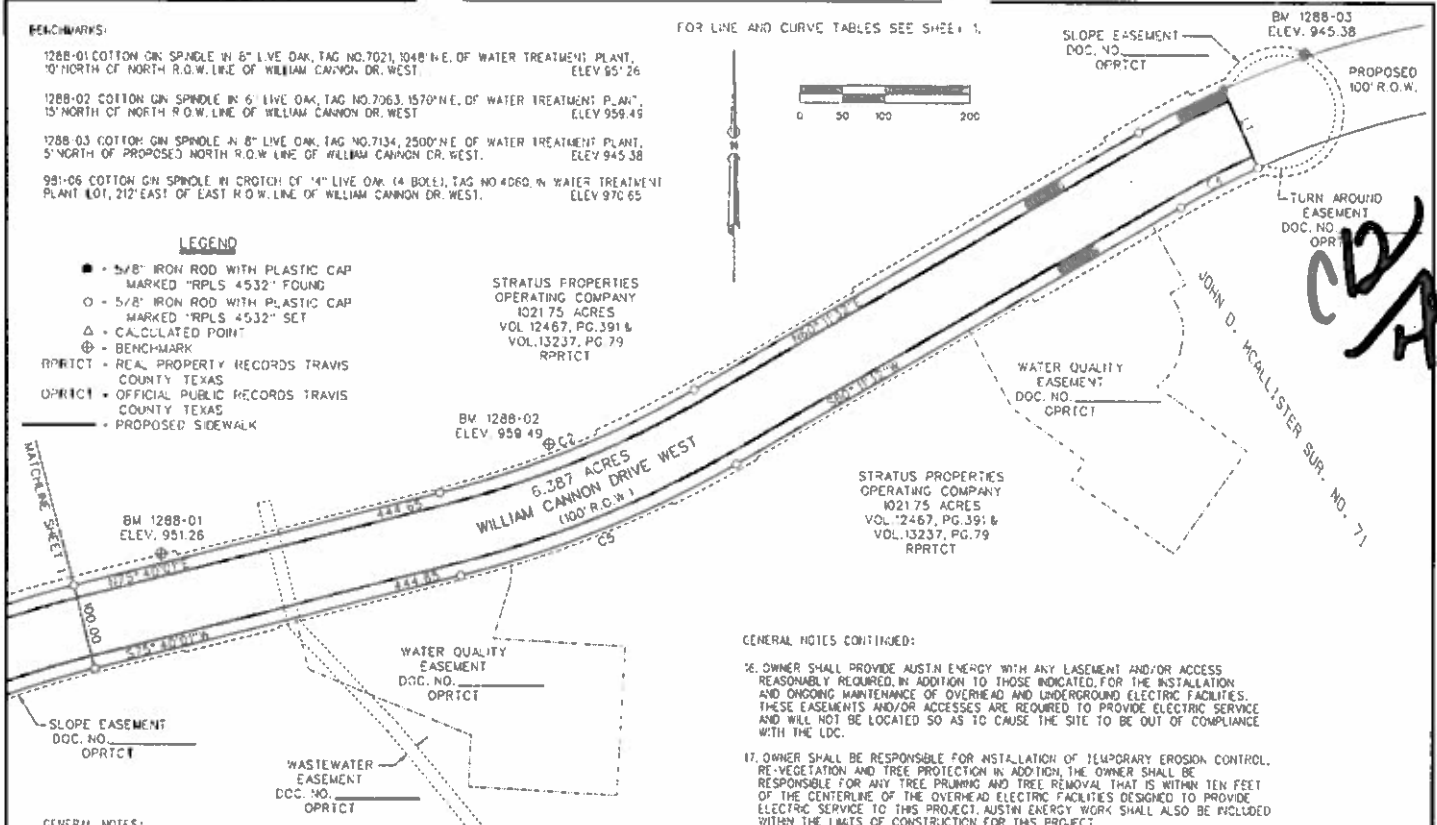 BENCHMARKS:
1288-01 COTTON GIN SPINDLE IN 8" LIVE OAK, TAG NO.7021, 1048' N.E. OF WATER TREATMENT PLANT,
10' NORTH OF NORTH R.O.W. LINE OF WILLIAM CANNON DR. WEST. ELEV 951.26
1288-02 COTTON GIN SPINDLE IN 6" LIVE OAK, TAG NO.7063, 1570' N.E. OF WATER TREATMENT PLANT,
15' NORTH OF NORTH R.O.W. LINE OF WILLIAM CANNON DR. WEST ELEV 959.49
1288-03 COTTON GIN SPINDLE IN 8" LIVE OAK, TAG NO.7134, 2500' N.E. OF WATER TREATMENT PLANT,
5' NORTH OF PROPOSED NORTH R.O.W LINE OF WILLIAM CANNON DR. WEST. ELEV 945.38
981-06 COTTON GIN SPINDLE IN CROTCH OF 14" LIVE OAK (4 BOLE), TAG NO 4060, IN WATER TREATMENT
PLANT LOT, 212' EAST OF EAST R.O.W. LINE OF WILLIAM CANNON DR. WEST. ELEV 970.65
FOR LINE AND CURVE TABLES SEE SHEET 1.
N
0 50 100 200
SLOPE EASEMENT
DOC. NO.
OPRTCT
BM 1288-03
ELEV. 945.38
PROPOSED
100' R.O.W.
TURN AROUND
EASEMENT
DOC. NO.
LEGEND
- 5/8" IRON ROD WITH PLASTIC CAP
MARKED "RPLS 4532" FOUND
- 5/8" IRON ROD WITH PLASTIC CAP
MARKED "RPLS 4532" SET
- CALCULATED POINT
- BENCHMARK
RPRTCT - REAL PROPERTY RECORDS TRAVIS
COUNTY TEXAS
OPRTCT - OFFICIAL PUBLIC RECORDS TRAVIS
COUNTY TEXAS
- PROPOSED SIDEWALK
STRATUS PROPERTIES
OPERATING COMPANY
1021.75 ACRES
VOL 12467, PG.391 &
VOL.13237, PG.79
RPRTCT
N60° 11'32"E
S60° 11'32"W
JOHN D. MCALLISTER SUR. NO. 71
WATER QUALITY
EASEMENT
DOC. NO.
OPRTCT
BM 1288-02
ELEV. 959.49
C2
6.387 ACRES
WILLIAM CANNON DRIVE WEST
(100' R.O.W.)
C5
STRATUS PROPERTIES
OPERATING COMPANY
1021.75 ACRES
VOL.12467, PG.391 &
VOL.13237, PG.79
RPRTCT
MATCHLINE SHEET 1
BM 1288-01
ELEV. 951.26
444.65
N75° 40'01"E
100.00
444.65
S75° 40'01"W
SLOPE EASEMENT
DOC. NO.
OPRTCT
WATER QUALITY
EASEMENT
DOC. NO.
OPRTCT
WASTEWATER
EASEMENT
DOC. NO.
OPRTCT
GENERAL NOTES CONTINUED:
16. OWNER SHALL PROVIDE AUSTIN ENERGY WITH ANY EASEMENT AND/OR ACCESS
REASONABLY REQUIRED, IN ADDITION TO THOSE INDICATED, FOR THE INSTALLATION
AND ONGOING MAINTENANCE OF OVERHEAD AND UNDERGROUND ELECTRIC FACILITIES.
THESE EASEMENTS AND/OR ACCESSES ARE REQUIRED TO PROVIDE ELECTRIC SERVICE
AND WILL NOT BE LOCATED SO AS TO CAUSE THE SITE TO BE OUT OF COMPLIANCE
WITH THE LDC.
17. OWNER SHALL BE RESPONSIBLE FOR INSTALLATION OF TEMPORARY EROSION CONTROL,
RE-VEGETATION AND TREE PROTECTION IN ADDITION, THE OWNER SHALL BE
RESPONSIBLE FOR ANY TREE PRUNING AND TREE REMOVAL THAT IS WITHIN TEN FEET
OF THE CENTERLINE OF THE OVERHEAD ELECTRIC FACILITIES DESIGNED TO PROVIDE
ELECTRIC SERVICE TO THIS PROJECT. AUSTIN ENERGY WORK SHALL ALSO BE INCLUDED
WITHIN THE LIMITS OF CONSTRUCTION FOR THIS PROJECT.
GENERAL NOTES: